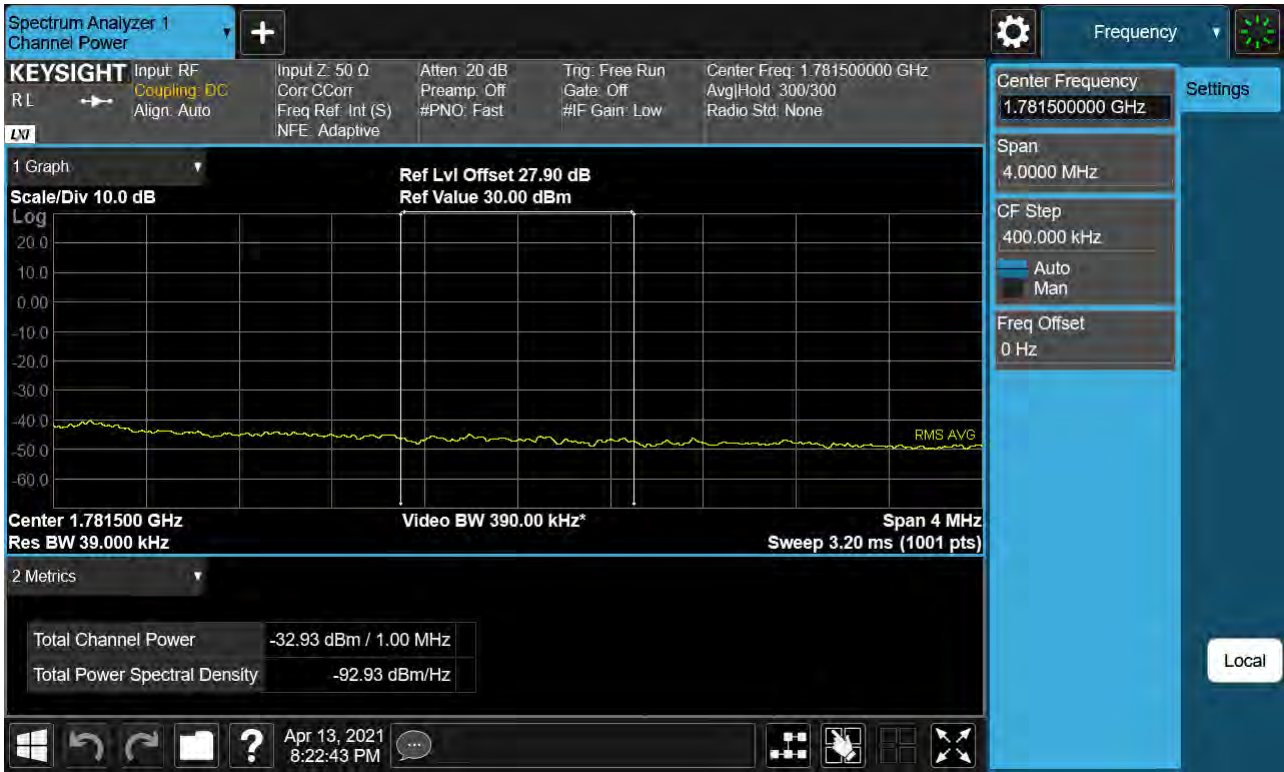 Spectrum Analyzer 1
Channel Power
+
Frequency
KEYSIGHT
RL
LXI
Input: RF
Coupling: DC
Align: Auto
Input Z: 50 Ω
Corr CCorr
Freq Ref: Int (S)
NFE: Adaptive
Atten: 20 dB
Preamp: Off
#PNO: Fast
Trig: Free Run
Gate: Off
#IF Gain: Low
Center Freq: 1.781500000 GHz
Avg|Hold: 300/300
Radio Std: None
1 Graph
Scale/Div 10.0 dB
Ref Lvl Offset 27.90 dB
Ref Value 30.00 dBm
Log
20.0
10.0
0.00
-10.0
-20.0
-30.0
-40.0
-50.0
-60.0
RMS AVG
Center 1.781500 GHz
Res BW 39.000 kHz
Video BW 390.00 kHz*
Span 4 MHz
Sweep 3.20 ms (1001 pts)
2 Metrics
Total Channel Power -32.93 dBm / 1.00 MHz
Total Power Spectral Density -92.93 dBm/Hz
?
Apr 13, 2021
8:22:43 PM
Center Frequency
1.781500000 GHz
Span
4.0000 MHz
CF Step
400.000 kHz
Auto
Man
Freq Offset
0 Hz
Settings
Local